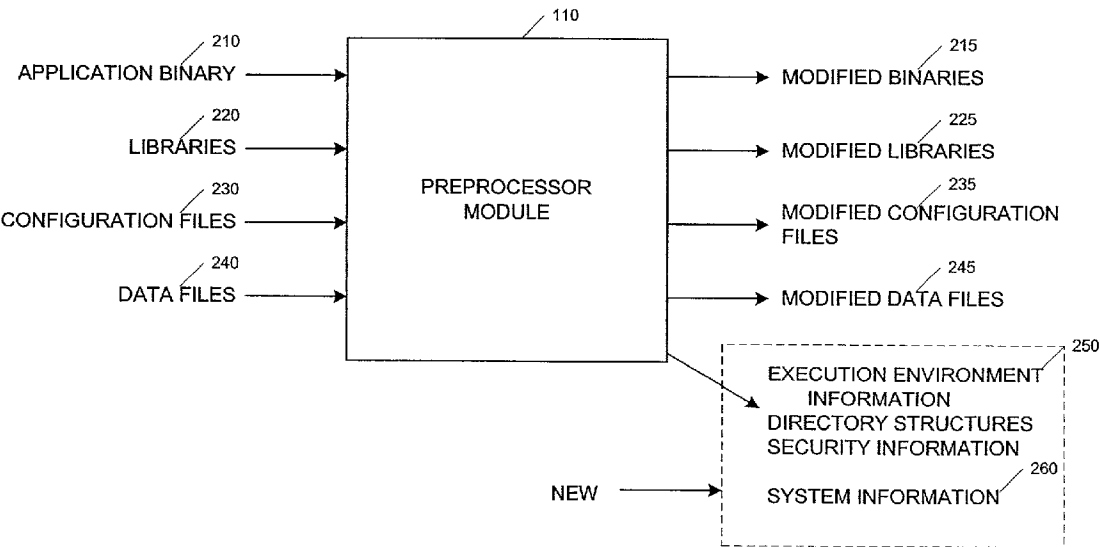 110
210
APPLICATION BINARY
220
LIBRARIES
230
CONFIGURATION FILES
240
DATA FILES
PREPROCESSOR
MODULE
215
MODIFIED BINARIES
225
MODIFIED LIBRARIES
235
MODIFIED CONFIGURATION
FILES
245
MODIFIED DATA FILES
250
EXECUTION ENVIRONMENT
INFORMATION
DIRECTORY STRUCTURES
SECURITY INFORMATION
260
NEW
SYSTEM INFORMATION